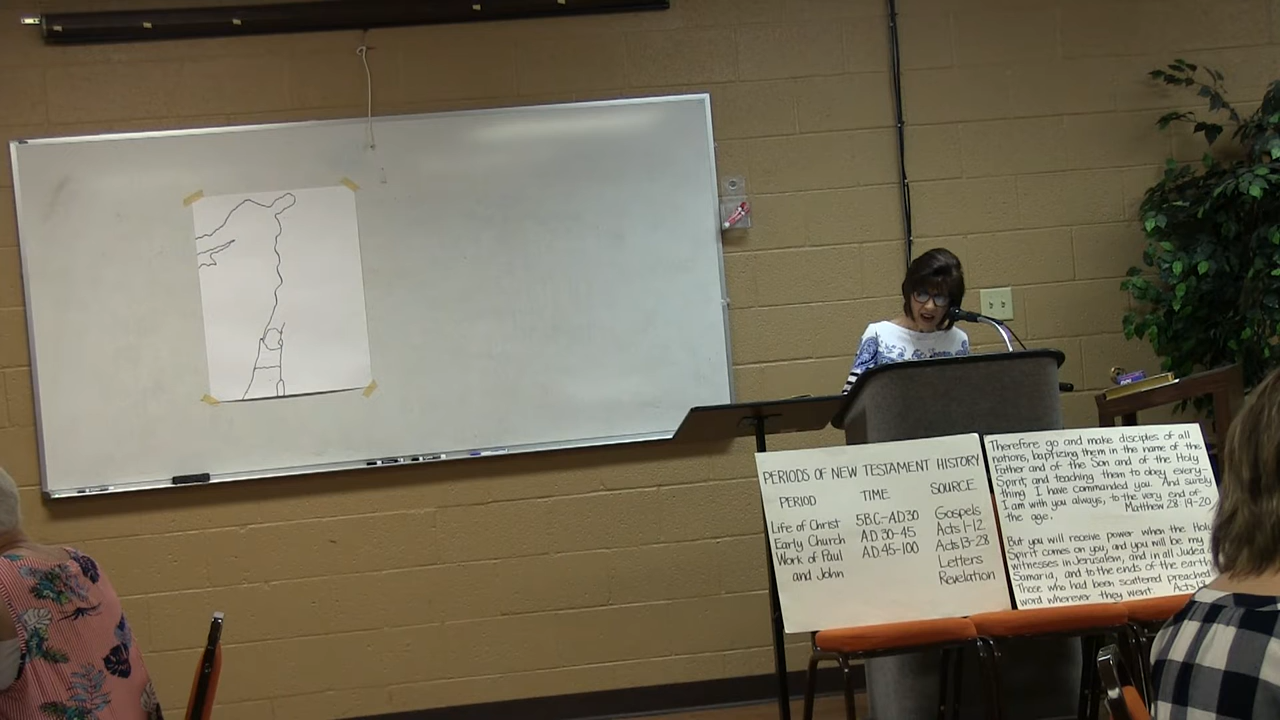 PERIODS OF NEW TESTAMENT HISTORY
PERIOD TIME SOURCE
Life of Christ 5BC-AD30 Gospels
Early Church AD30-45 Acts 1-12
Work of Paul AD.45-100 Acts 13-28
and John Letters
Revelation
Therefore go and make disciples of all
nations, baptizing them in the name of the
Father and of the Son and of the Holy
Spirit, and teaching them to obey every-
thing I have commanded you. And surely
I am with you always, to the very end of
the age. Matthew 28:19-20
But you will receive power when the Holy
Spirit comes on you, and you will be my
witnesses in Jerusalem, and in all Judea
Samaria, and to the ends of the earth
Those who had been scattered preached
word wherever they went. Acts